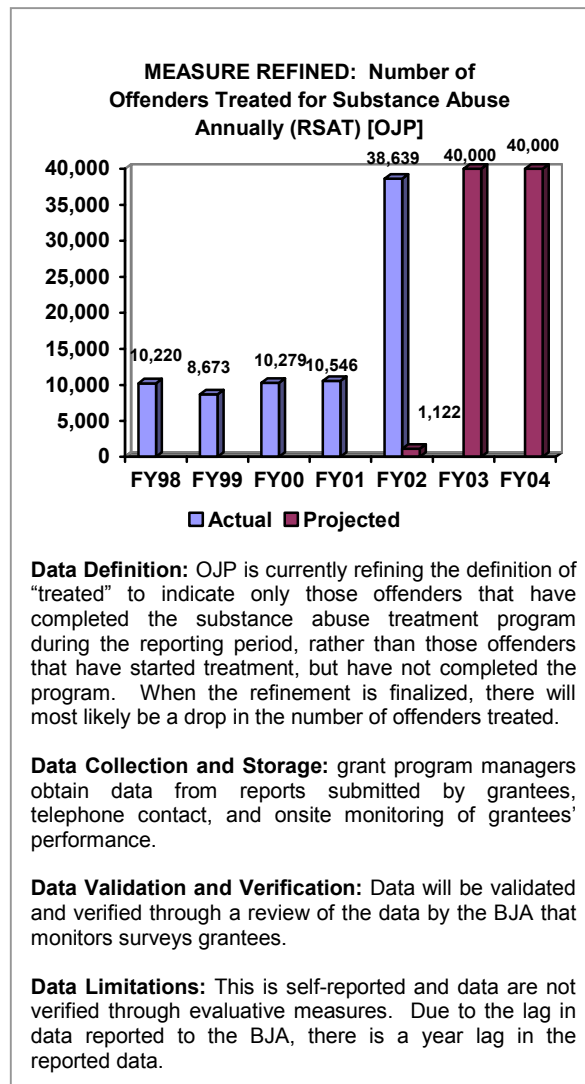 MEASURE REFINED: Number of
Offenders Treated for Substance Abuse
Annually (RSAT) [OJP]
38,639 40,000 40,000
40,000
35,000
30,000
25,000
20,000
15,000
10,220 8,673 10,279 10,546
10,000
5,000
1,122
0
FY98 FY99 FY00 FY01 FY02 FY03 FY04
Actual Projected
Data Definition: OJP is currently refining the definition of
“treated” to indicate only those offenders that have
completed the substance abuse treatment program
during the reporting period, rather than those offenders
that have started treatment, but have not completed the
program. When the refinement is finalized, there will
most likely be a drop in the number of offenders treated.
Data Collection and Storage: grant program managers
obtain data from reports submitted by grantees,
telephone contact, and onsite monitoring of grantees’
performance.
Data Validation and Verification: Data will be validated
and verified through a review of the data by the BJA that
monitors surveys grantees.
Data Limitations: This is self-reported and data are not
verified through evaluative measures. Due to the lag in
data reported to the BJA, there is a year lag in the
reported data.